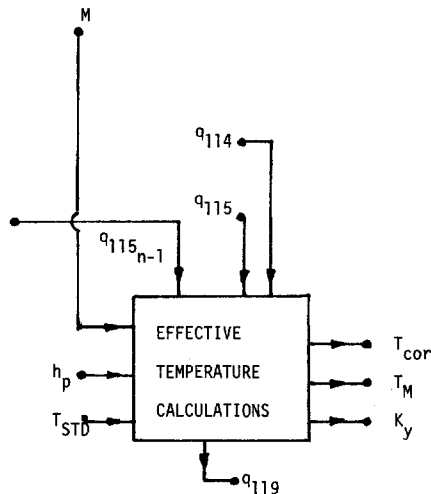 M
q114
q115
q115n-1
EFFECTIVE
TEMPERATURE
CALCULATIONS
hp
TSTD
Tcor
TM
Ky
q119